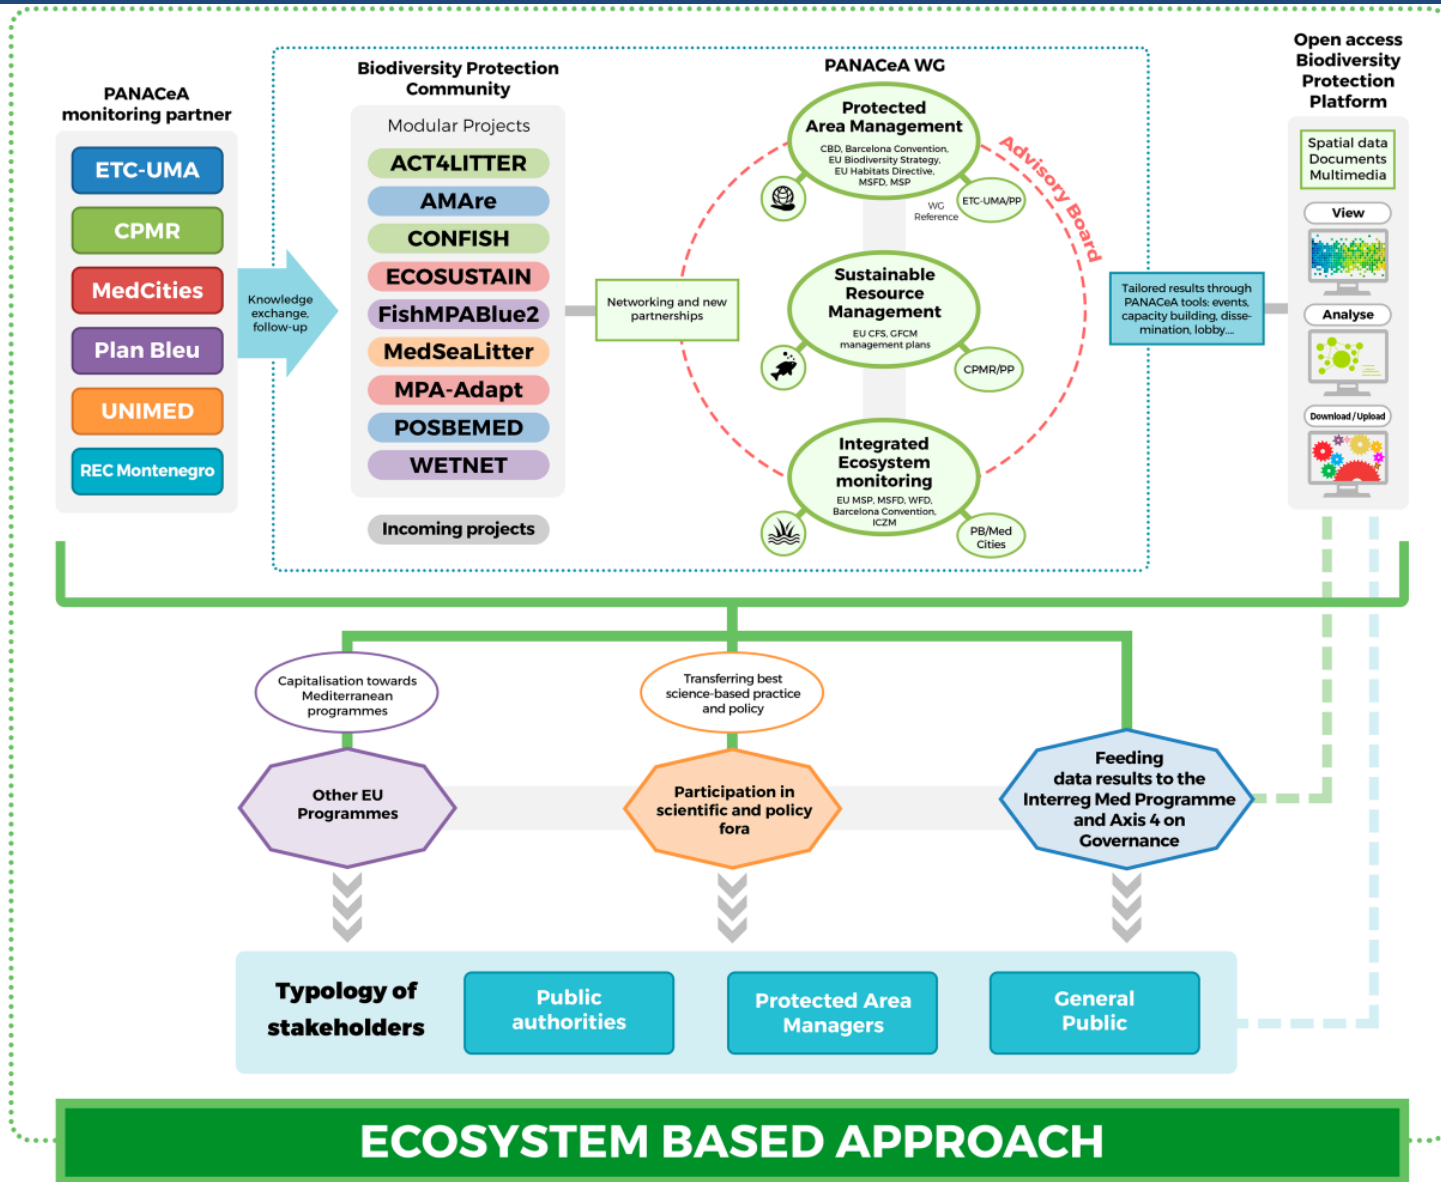 PANACeA
monitoring partner
ETC-UMA
CPMR
MedCities
Plan Bleu
UNIMED
REC Montenegro
Knowledge
exchange,
follow-up
Biodiversity Protection
Community
Modular Projects
ACT4LITTER
AMAre
CONFISH
ECOSUSTAIN
FishMPABlue2
MedSeaLitter
MPA-Adapt
POSBEMED
WETNET
Incoming projects
Networking and new
partnerships
PANACeA WG
Protected
Area Management
CBD, Barcelona Convention,
EU Biodiversity Strategy,
EU Habitats Directive,
MSFD, MSP
WG
Reference
ETC-UMA/PP
Advisory Board
Sustainable
Resource
Management
EU CFS, GFCM
management plans
CPMR/PP
Integrated
Ecosystem
monitoring
EU MSP, MSFD, WFD,
Barcelona Convention,
ICZM
PB/Med
Cities
Tailored results through
PANACeA tools: events,
capacity building, disse-
mination, lobby....
Open access
Biodiversity
Protection
Platform
Spatial data
Documents
Multimedia
View
Analyse
Download / Upload
Capitalisation towards
Mediterranean
programmes
Transferring best
science-based practice
and policy
Other EU
Programmes
Participation in
scientific and policy
fora
Feeding
data results to the
Interreg Med Programme
and Axis 4 on
Governance
Typology of
stakeholders
Public
authorities
Protected Area
Managers
General
Public
ECOSYSTEM BASED APPROACH